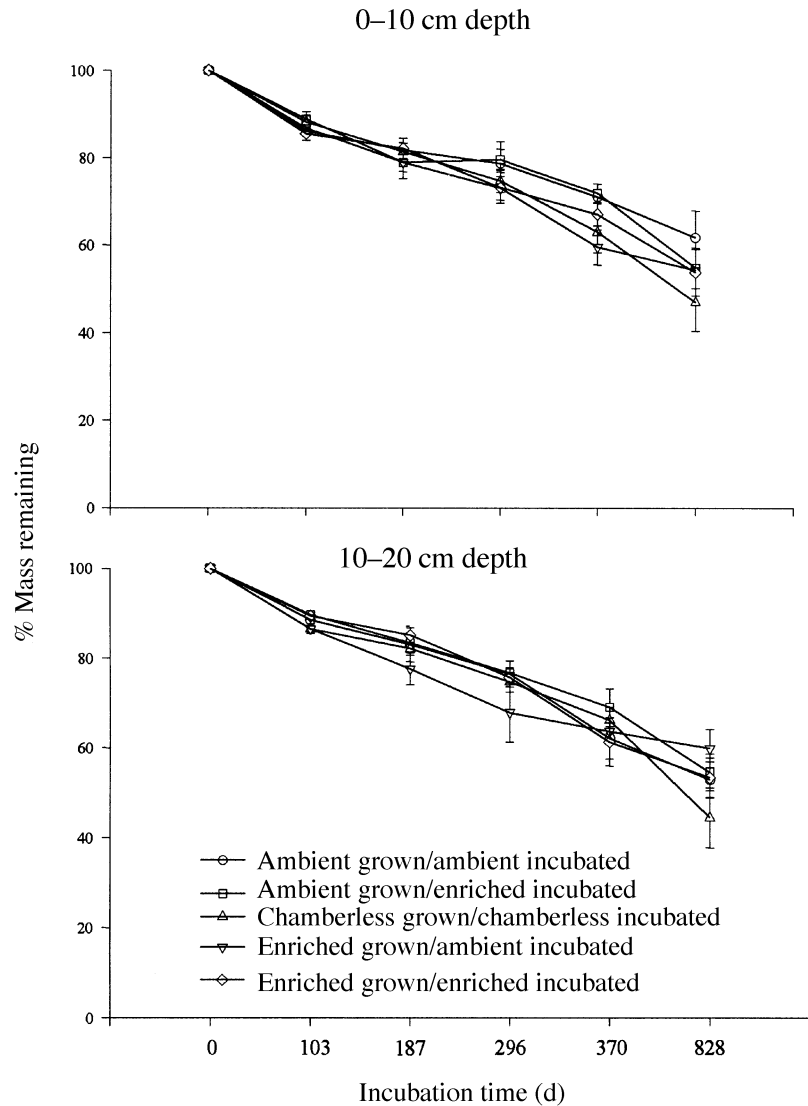 0–10 cm depth
100
80
60
40
20
0
% Mass remaining
10–20 cm depth
100
80
60
40
20
0
Ambient grown/ambient incubated
Ambient grown/enriched incubated
Chamberless grown/chamberless incubated
Enriched grown/ambient incubated
Enriched grown/enriched incubated
0 103 187 296 370 828
Incubation time (d)